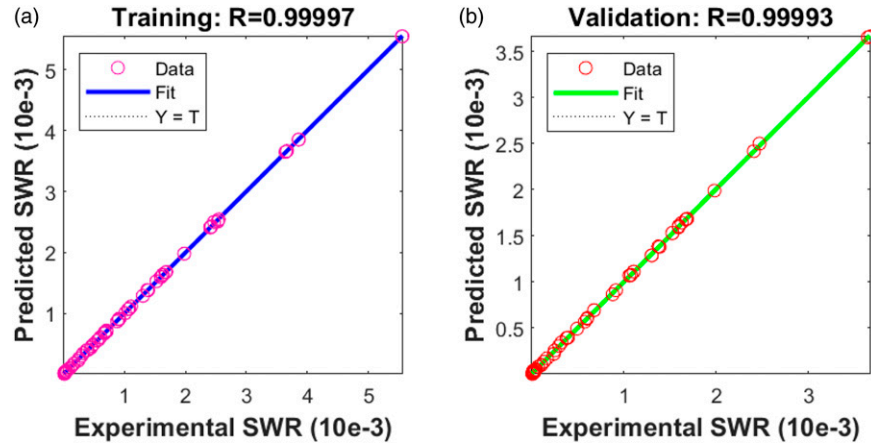 (a)
Training: R=0.99997
Predicted SWR (10e-3)
5
4
3
2
1
Data
Fit
Y = T
1
2
3
4
5
Experimental SWR (10e-3)
(b)
Validation: R=0.99993
Predicted SWR (10e-3)
3.5
3
2.5
2
1.5
1
0.5
Data
Fit
Y = T
1
2
3
Experimental SWR (10e-3)